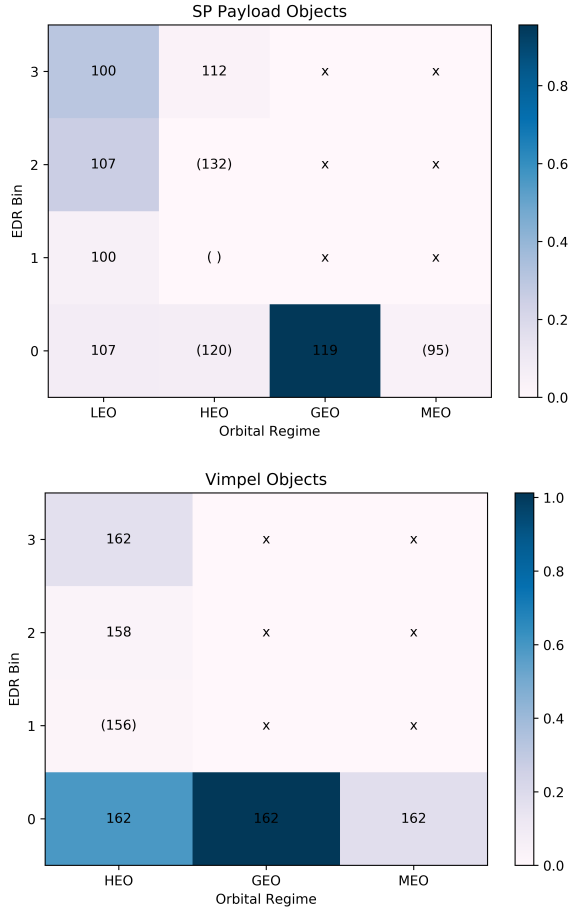 SP Payload Objects
3 100 112 x x 0.8
2 107 (132) x x 0.6
EDR Bin
0.4
1 100 ( ) x x
0.2
0 107 (120) 119 (95)
0.0
LEO HEO GEO MEO
Orbital Regime
Vimpel Objects
1.0
3 162 x x
0.8
2 158 x x 0.6
EDR Bin
1 (156) x x 0.4
0.2
0 162 162 162
0.0
HEO GEO MEO
Orbital Regime